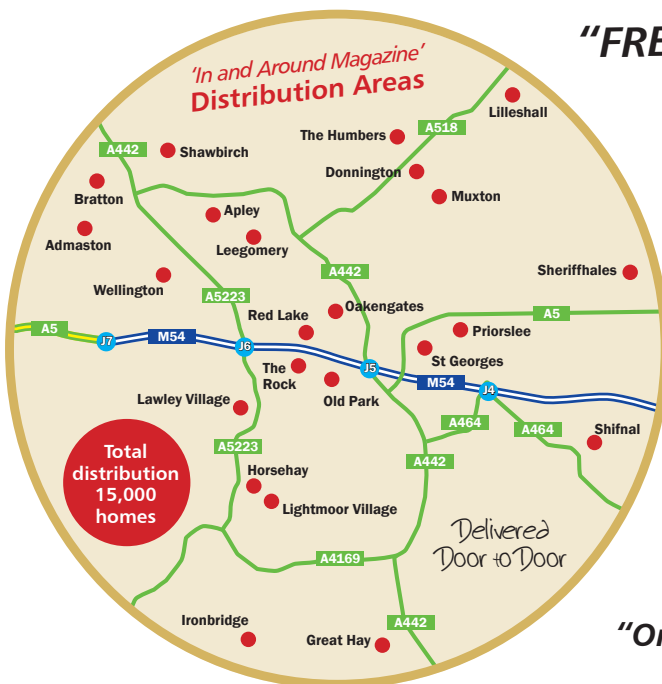 "FRE
'In and Around Magazine'
Distribution Areas
Lilleshall
The Humbers
A518
A442
Shawbirch
Donnington
Bratton
Muxton
Apley
Admaston
Leegomery
Wellington
A442
Sheriffhales
A5223
Oakengates
Red Lake
A5
A5
J7
M54
J6
Priorslee
St Georges
The
Rock
J5
Old Park
M54
J4
Lawley Village
A464
A464
Shifnal
A5223
A442
Total
distribution
15,000
homes
Horsehay
Lightmoor Village
Delivered
Door to Door
A4169
Ironbridge
A442
Great Hay
"Or